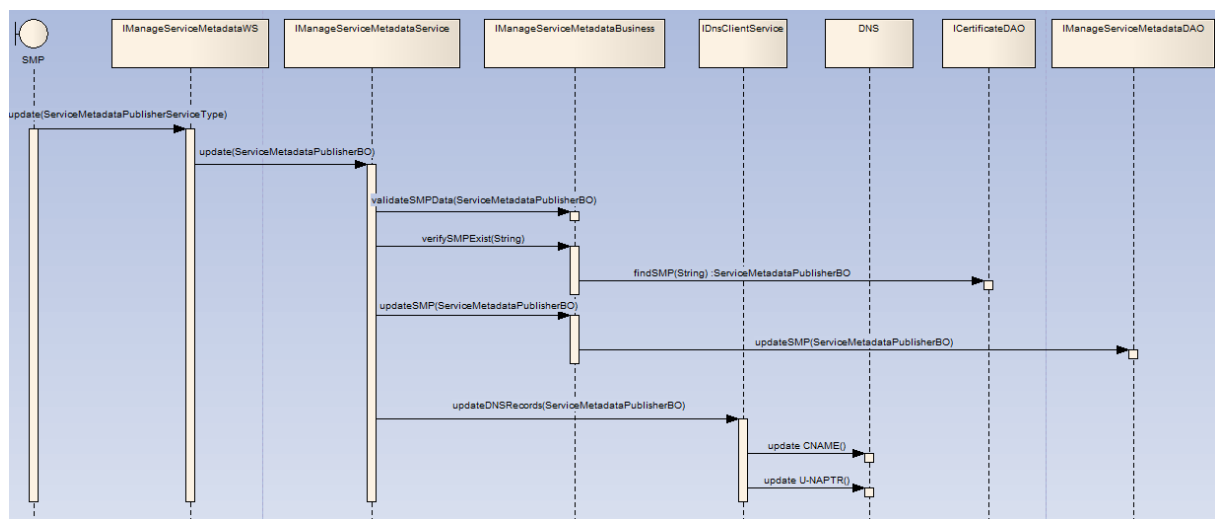 SMP
IManageServiceMetadataWS
IManageServiceMetadataService
IManageServiceMetadataBusiness
IDnsClientService
DNS
ICertificateDAO
IManageServiceMetadataDAO
update(ServiceMetadataPublisherServiceType)
update(ServiceMetadataPublisherBO)
validateSMPData(ServiceMetadataPublisherBO)
verifySMPExist(String)
findSMP(String) :ServiceMetadataPublisherBO
updateSMP(ServiceMetadataPublisherBO)
updateSMP(ServiceMetadataPublisherBO)
updateDNSRecords(ServiceMetadataPublisherBO)
update CNAME()
update U-NAPTR()